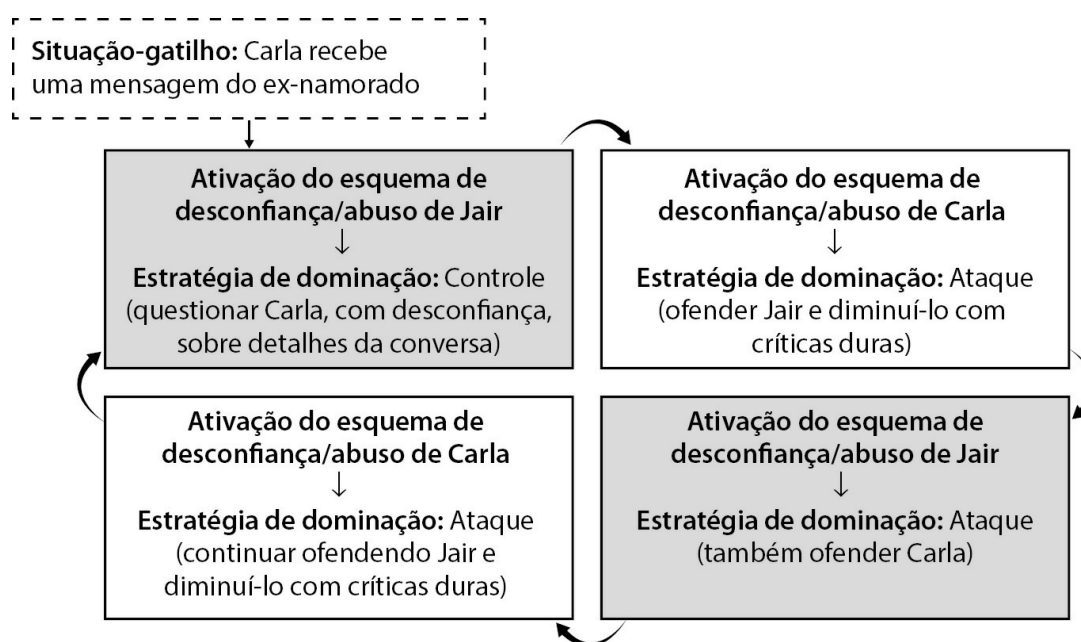 Situação-gatilho: Carla recebe
uma mensagem do ex-namorado
Ativação do esquema de
desconfiança/abuso de Jair
↓
Estratégia de dominação: Controle
(questionar Carla, com desconfiança,
sobre detalhes da conversa)
Ativação do esquema de
desconfiança/abuso de Carla
↓
Estratégia de dominação: Ataque
(ofender Jair e diminuí-lo com
críticas duras)
Ativação do esquema de
desconfiança/abuso de Carla
↓
Estratégia de dominação: Ataque
(continuar ofendendo Jair e
diminuí-lo com críticas duras)
Ativação do esquema de
desconfiança/abuso de Jair
↓
Estratégia de dominação: Ataque
(também ofender Carla)